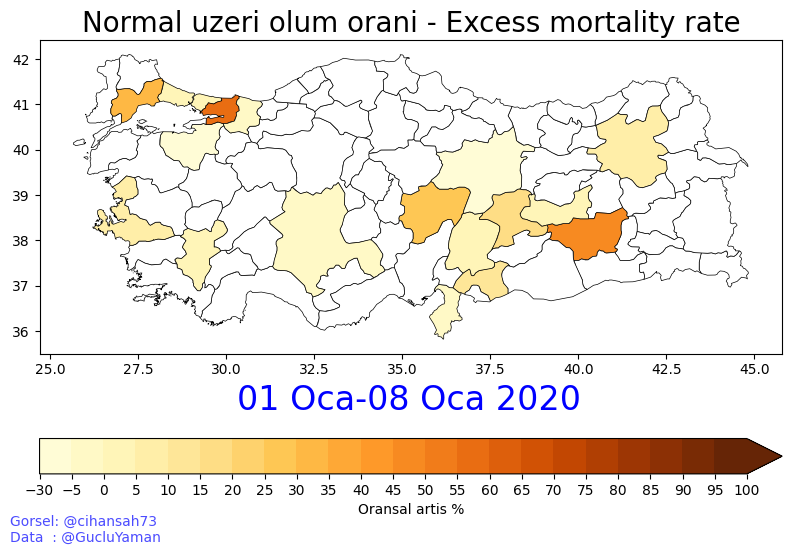 Normal uzeri olum orani - Excess mortality rate
42
41
40
39
38
37
36
25.0 27.5 30.0 32.5 35.0 37.5 40.0 42.5 45.0
01 Oca-08 Oca 2020
−30 −5 0 5 10 15 20 25 30 35 40 45 50 55 60 65 70 75 80 85 90 95 100
Oransal artis %
Gorsel: @cihansah73
Data : @GucluYaman